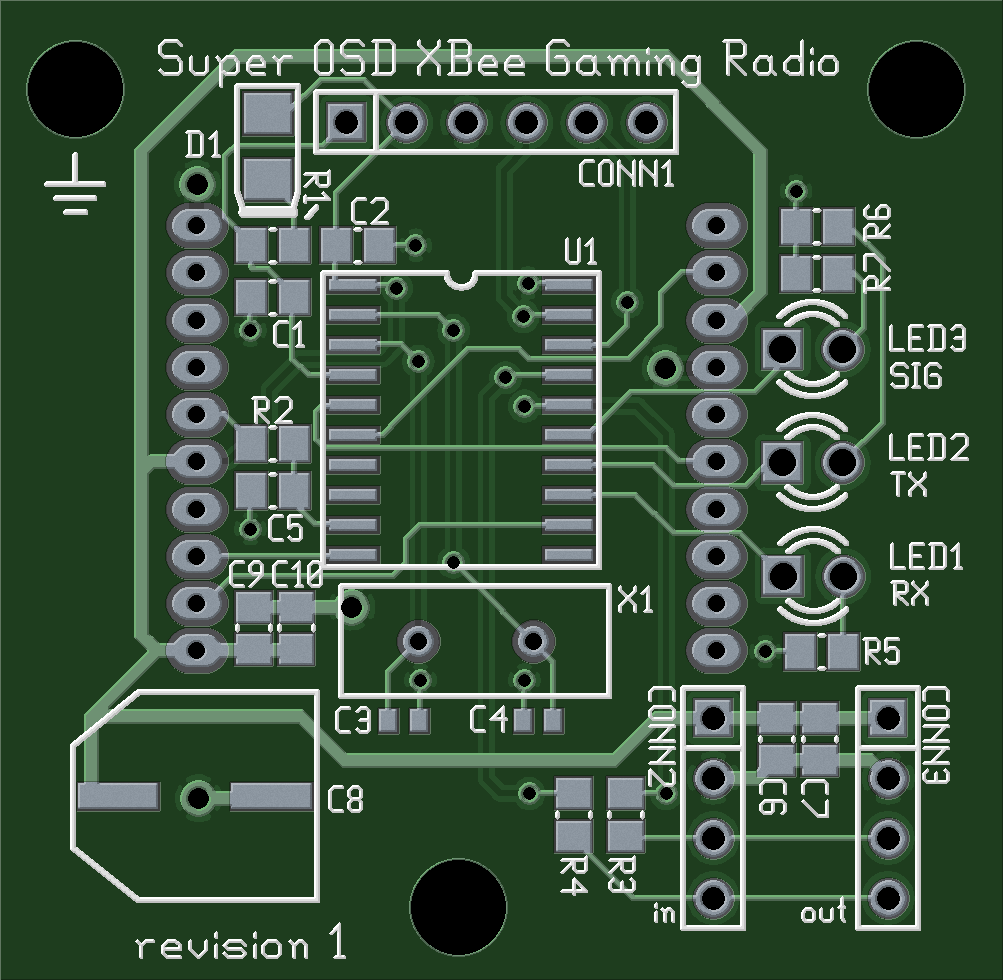 Super OSD XBee Gaming Radio
D1
CONN1
R1
C2
R6
U1
R7
C1
LED3
SIG
R2
LED2
TX
C5
C9 C10
LED1
RX
X1
R5
C3
C4
CONN2
CONN3
C8
C6
C7
R4
R3
in
out
revision 1